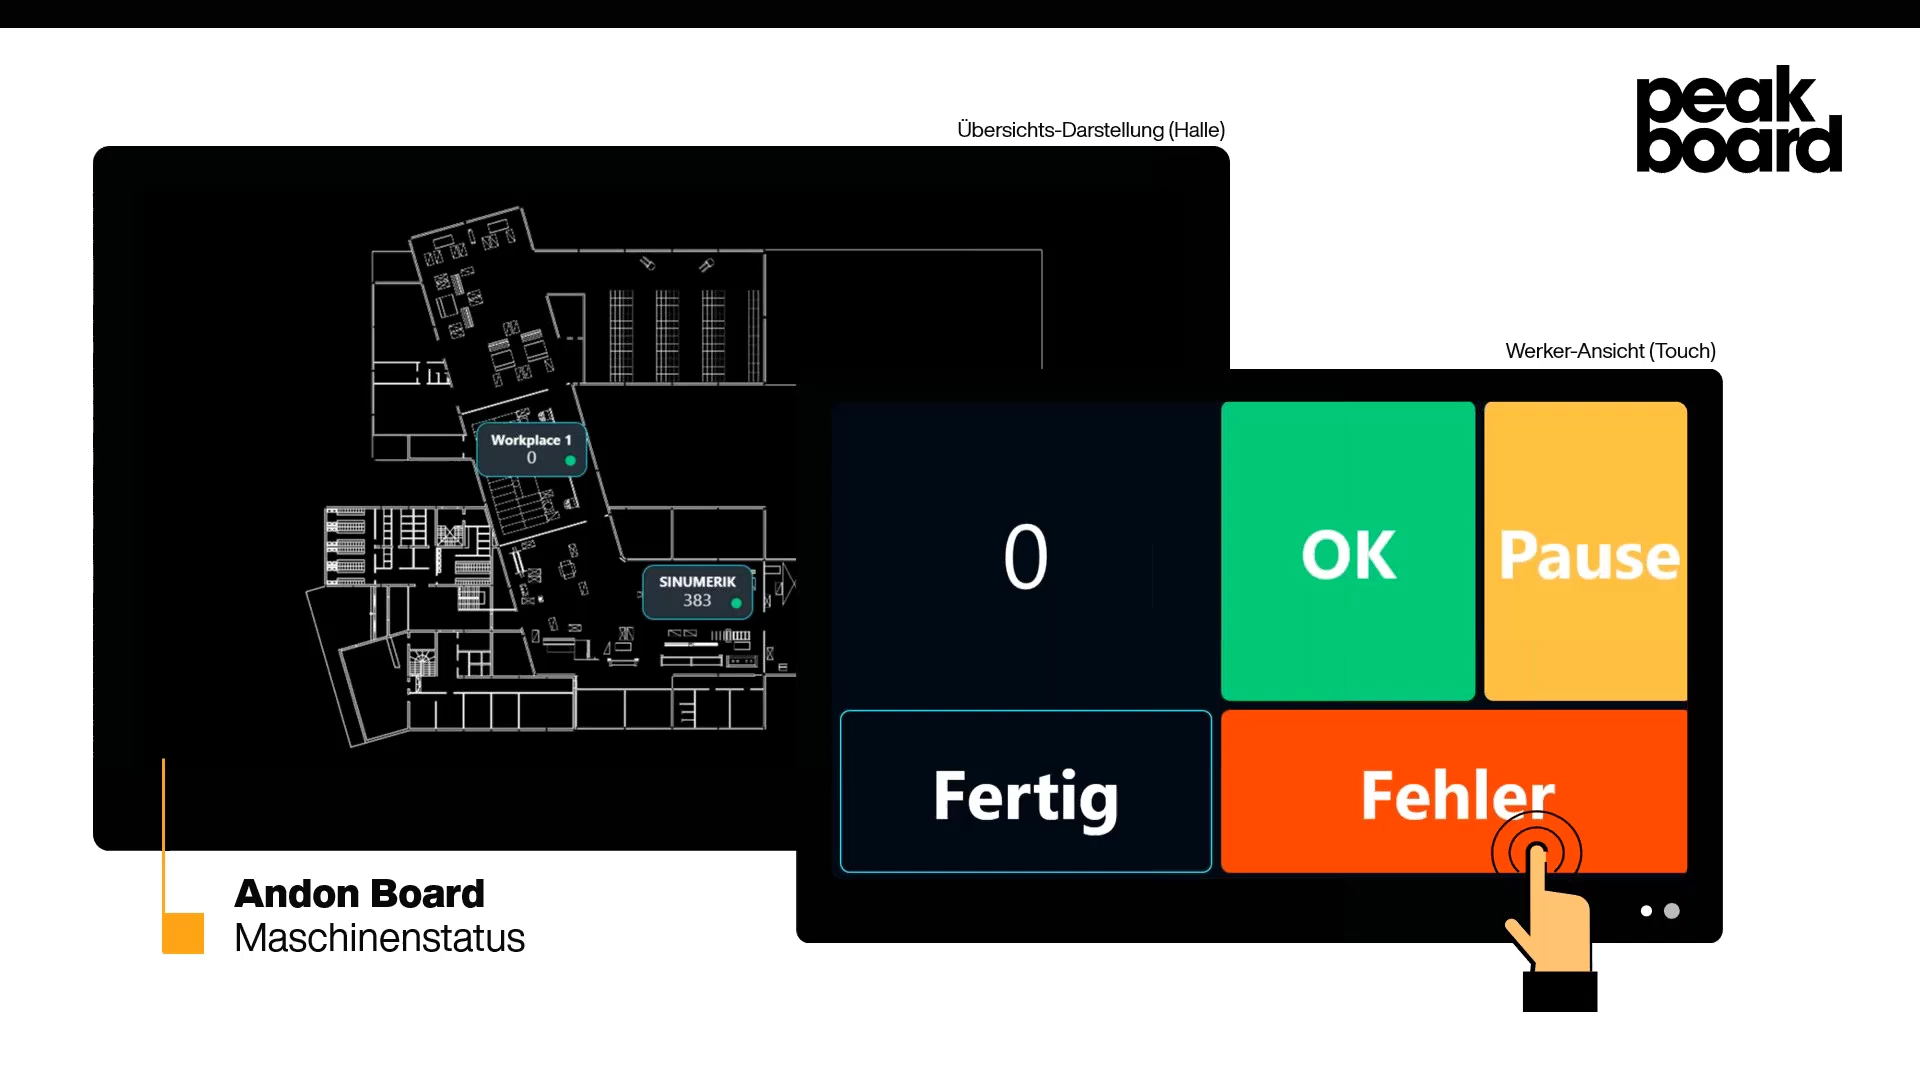 peak
board
Übersichts-Darstellung (Halle)
Werker-Ansicht (Touch)
Workplace 1
0
SINUMERIK
383
0
OK
Pause
Fertig
Fehler
Andon Board
Maschinenstatus